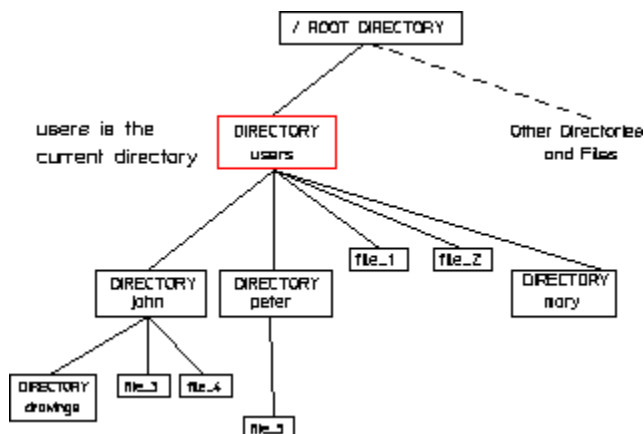 / ROOT DIRECTORY
users is the
current directory
DIRECTORY
users
Other Directories
and Files
file_1
file_2
DIRECTORY
john
DIRECTORY
peter
DIRECTORY
mary
DIRECTORY
drawings
file_3
file_4
file_5